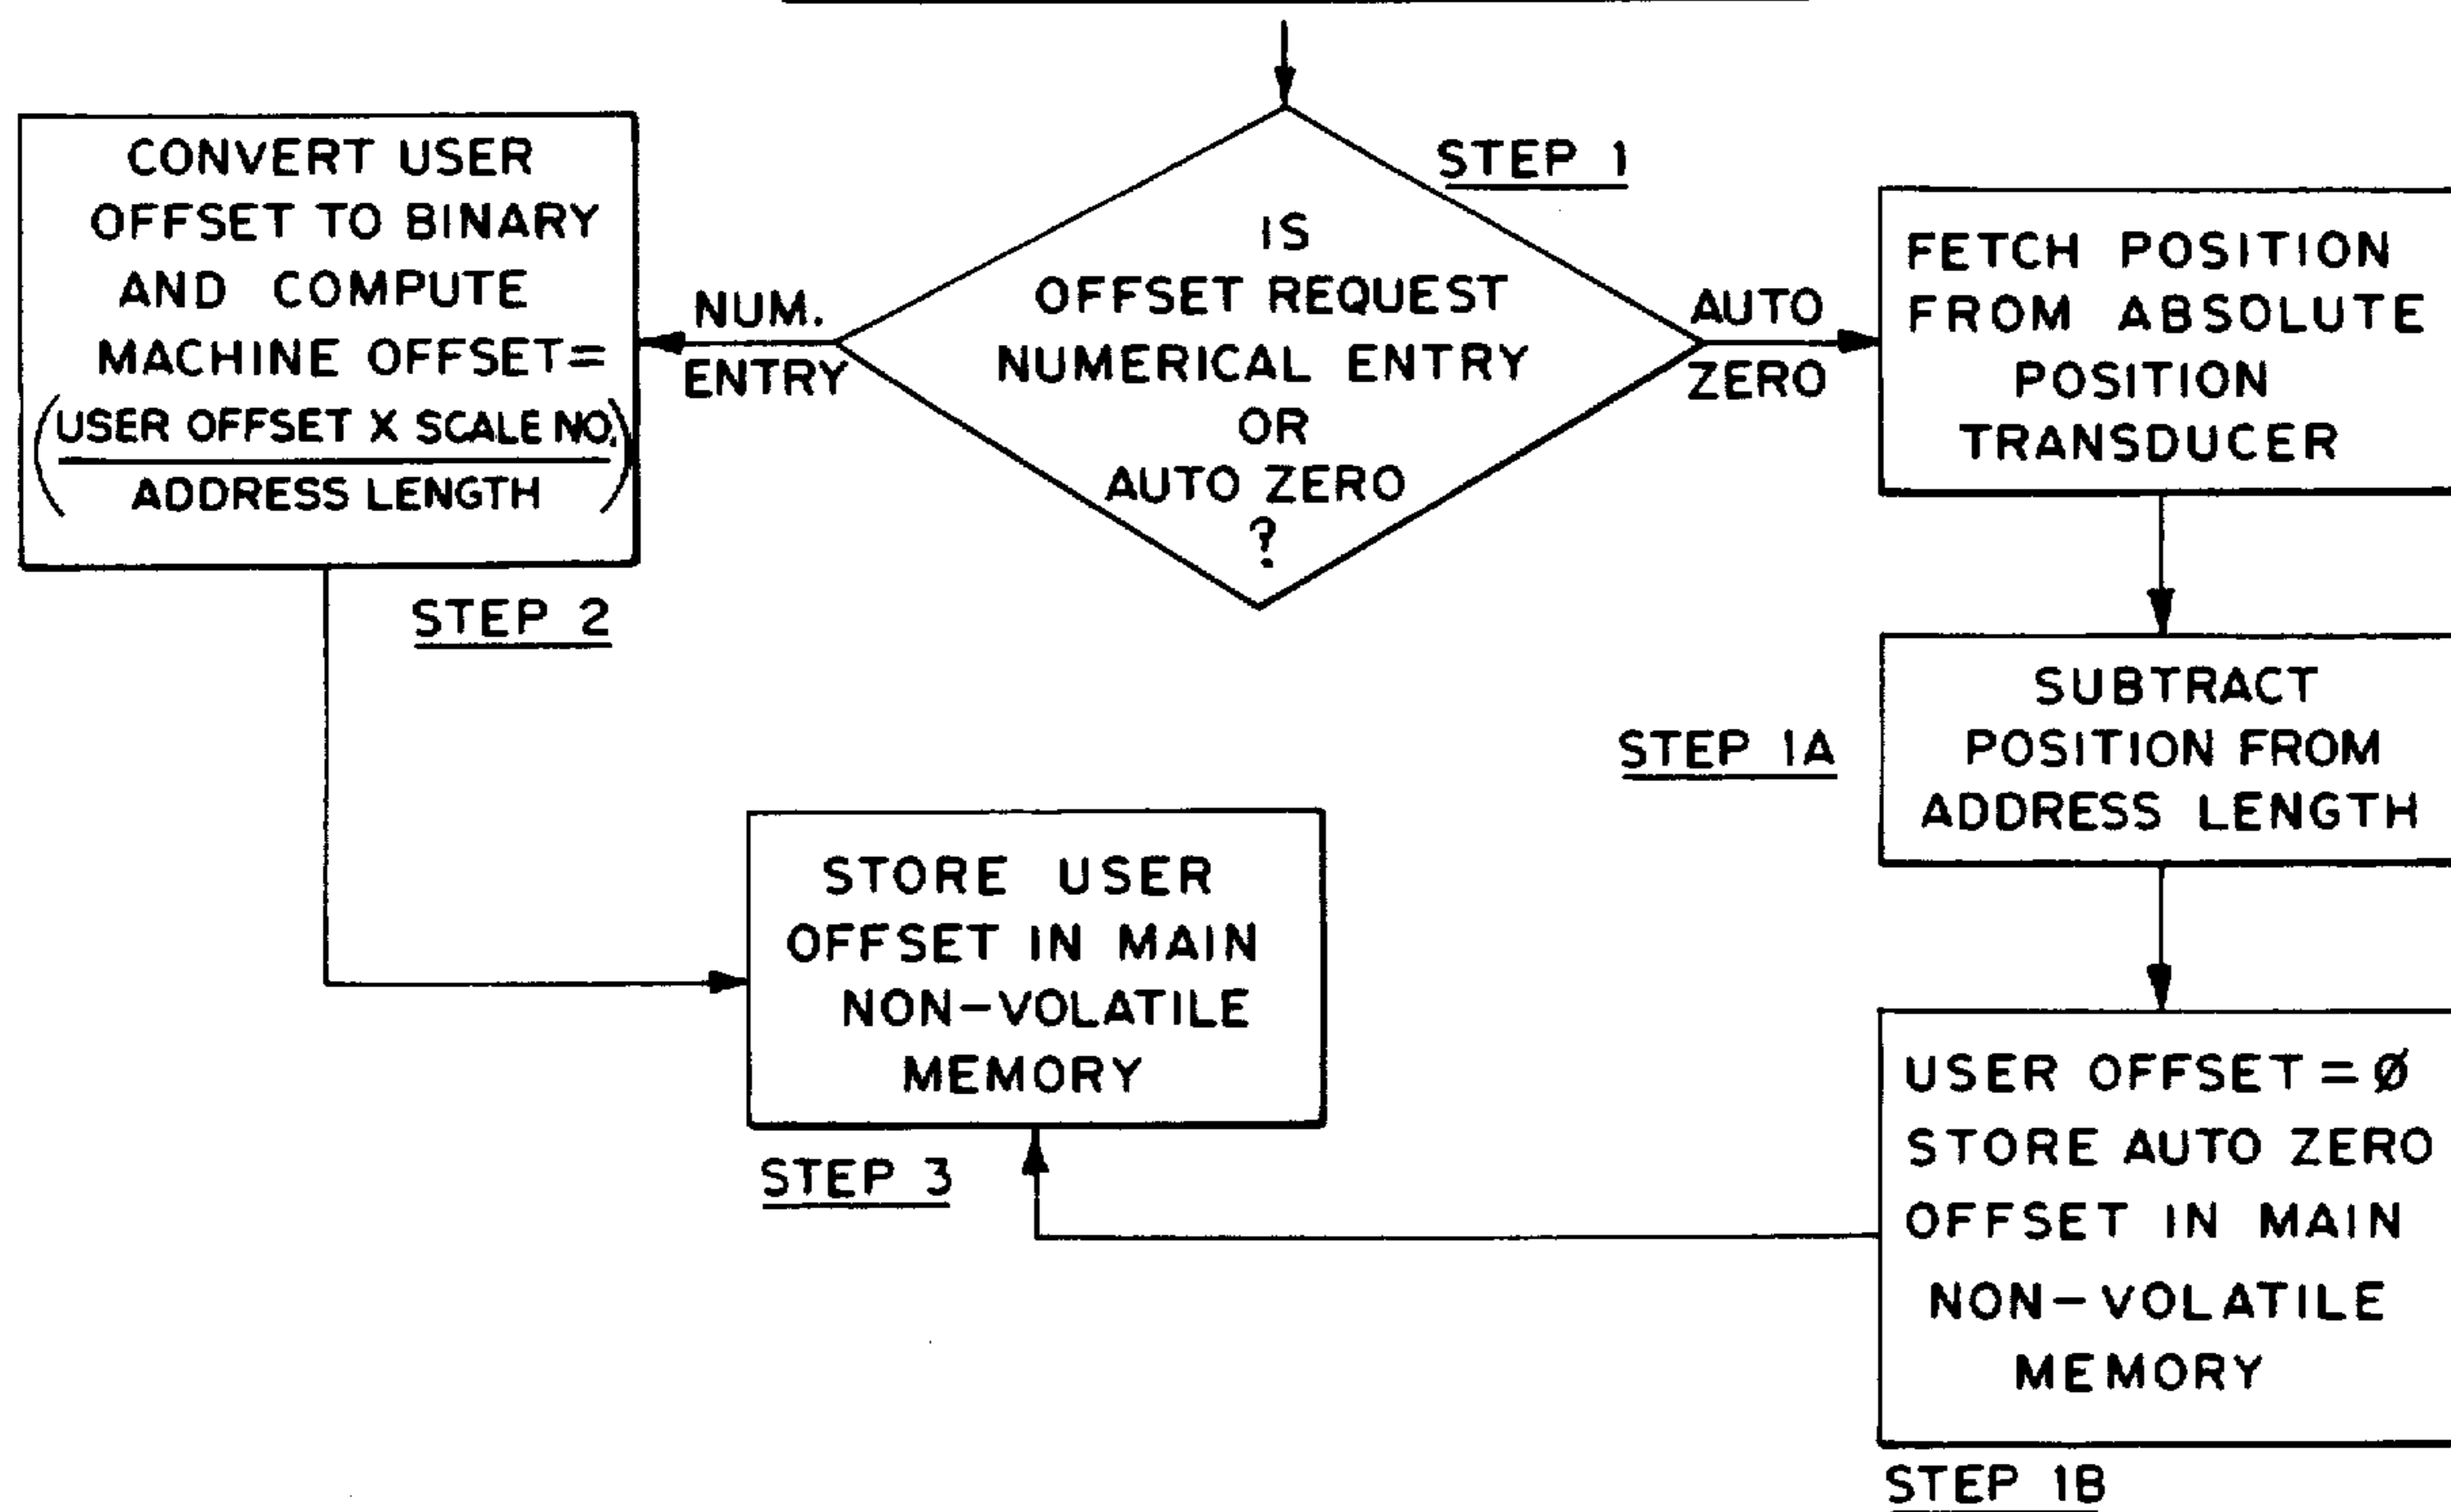 STEP 1
IS
OFFSET REQUEST
NUMERICAL ENTRY
OR
AUTO ZERO
?
NUM.
ENTRY
CONVERT USER
OFFSET TO BINARY
AND COMPUTE
MACHINE OFFSET=
(USER OFFSET X SCALE NO.
ADDRESS LENGTH)
STEP 2
AUTO
ZERO
FETCH POSITION
FROM ABSOLUTE
POSITION
TRANSDUCER
STEP 1A
SUBTRACT
POSITION FROM
ADDRESS LENGTH
USER OFFSET = Ø
STORE AUTO ZERO
OFFSET IN MAIN
NON-VOLATILE
MEMORY
STEP 1B
STORE USER
OFFSET IN MAIN
NON-VOLATILE
MEMORY
STEP 3